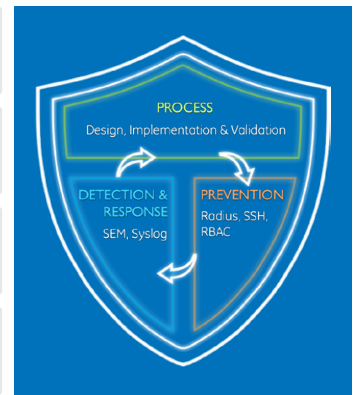 PROCESS
Design, Implementation & Validation
DETECTION &
RESPONSE
SEM, Syslog
PREVENTION
Radius, SSH,
RBAC